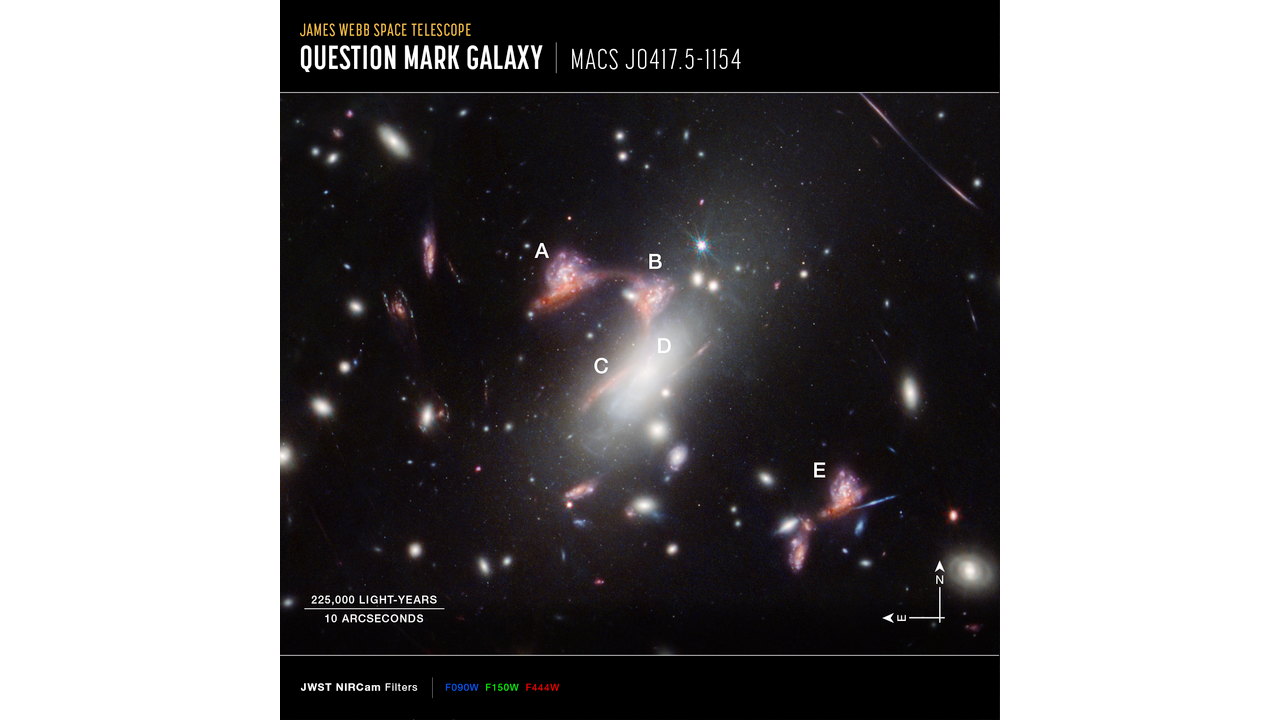 JAMES WEBB SPACE TELESCOPE
QUESTION MARK GALAXY | MACS J0417.5-1154
A
B
D
C
E
N
E
225,000 LIGHT-YEARS
10 ARCSECONDS
JWST NIRCam Filters | F090W F150W F444W